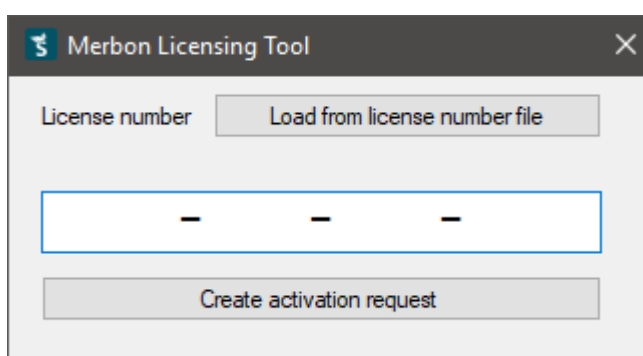 Merbon Licensing Tool
License number Load from license number file
- - -
Create activation request